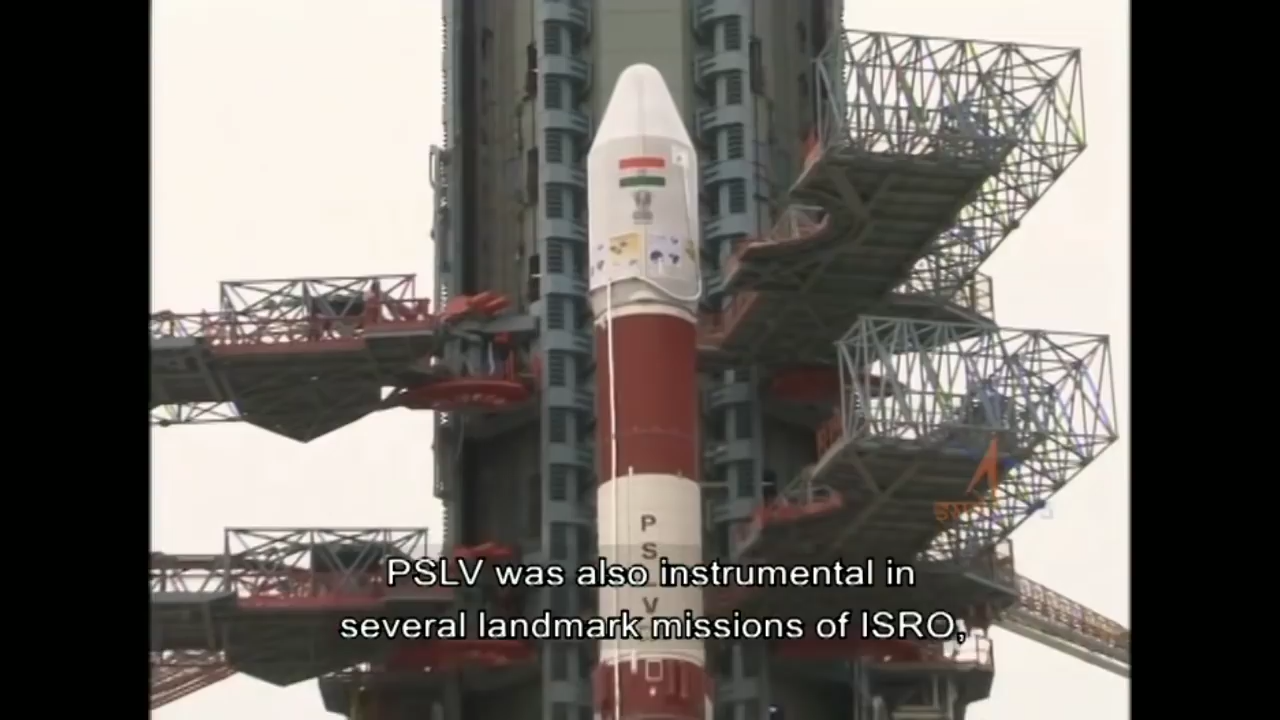 P
S
L
V
PSLV was also instrumental in
several landmark missions of ISRO,